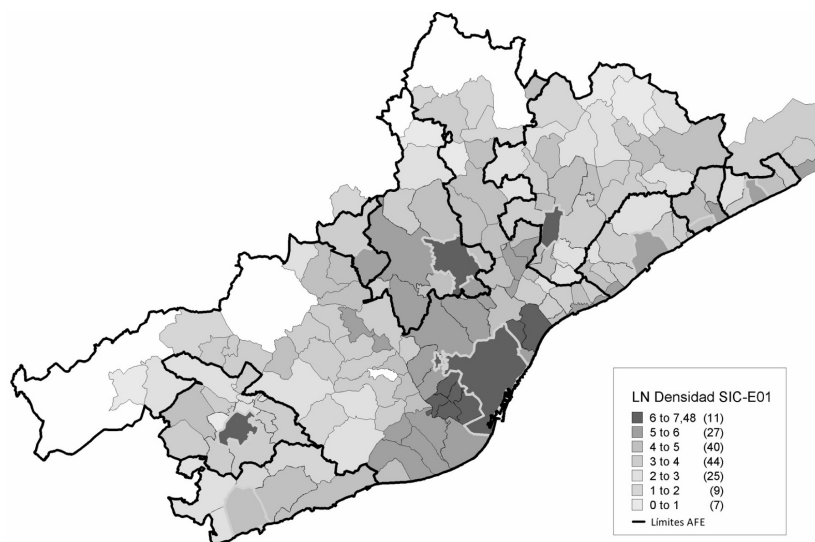 LN Densidad SIC-E01
6 to 7,48 (11)
5 to 6 (27)
4 to 5 (40)
3 to 4 (44)
2 to 3 (25)
1 to 2 (9)
0 to 1 (7)
Límites AFE